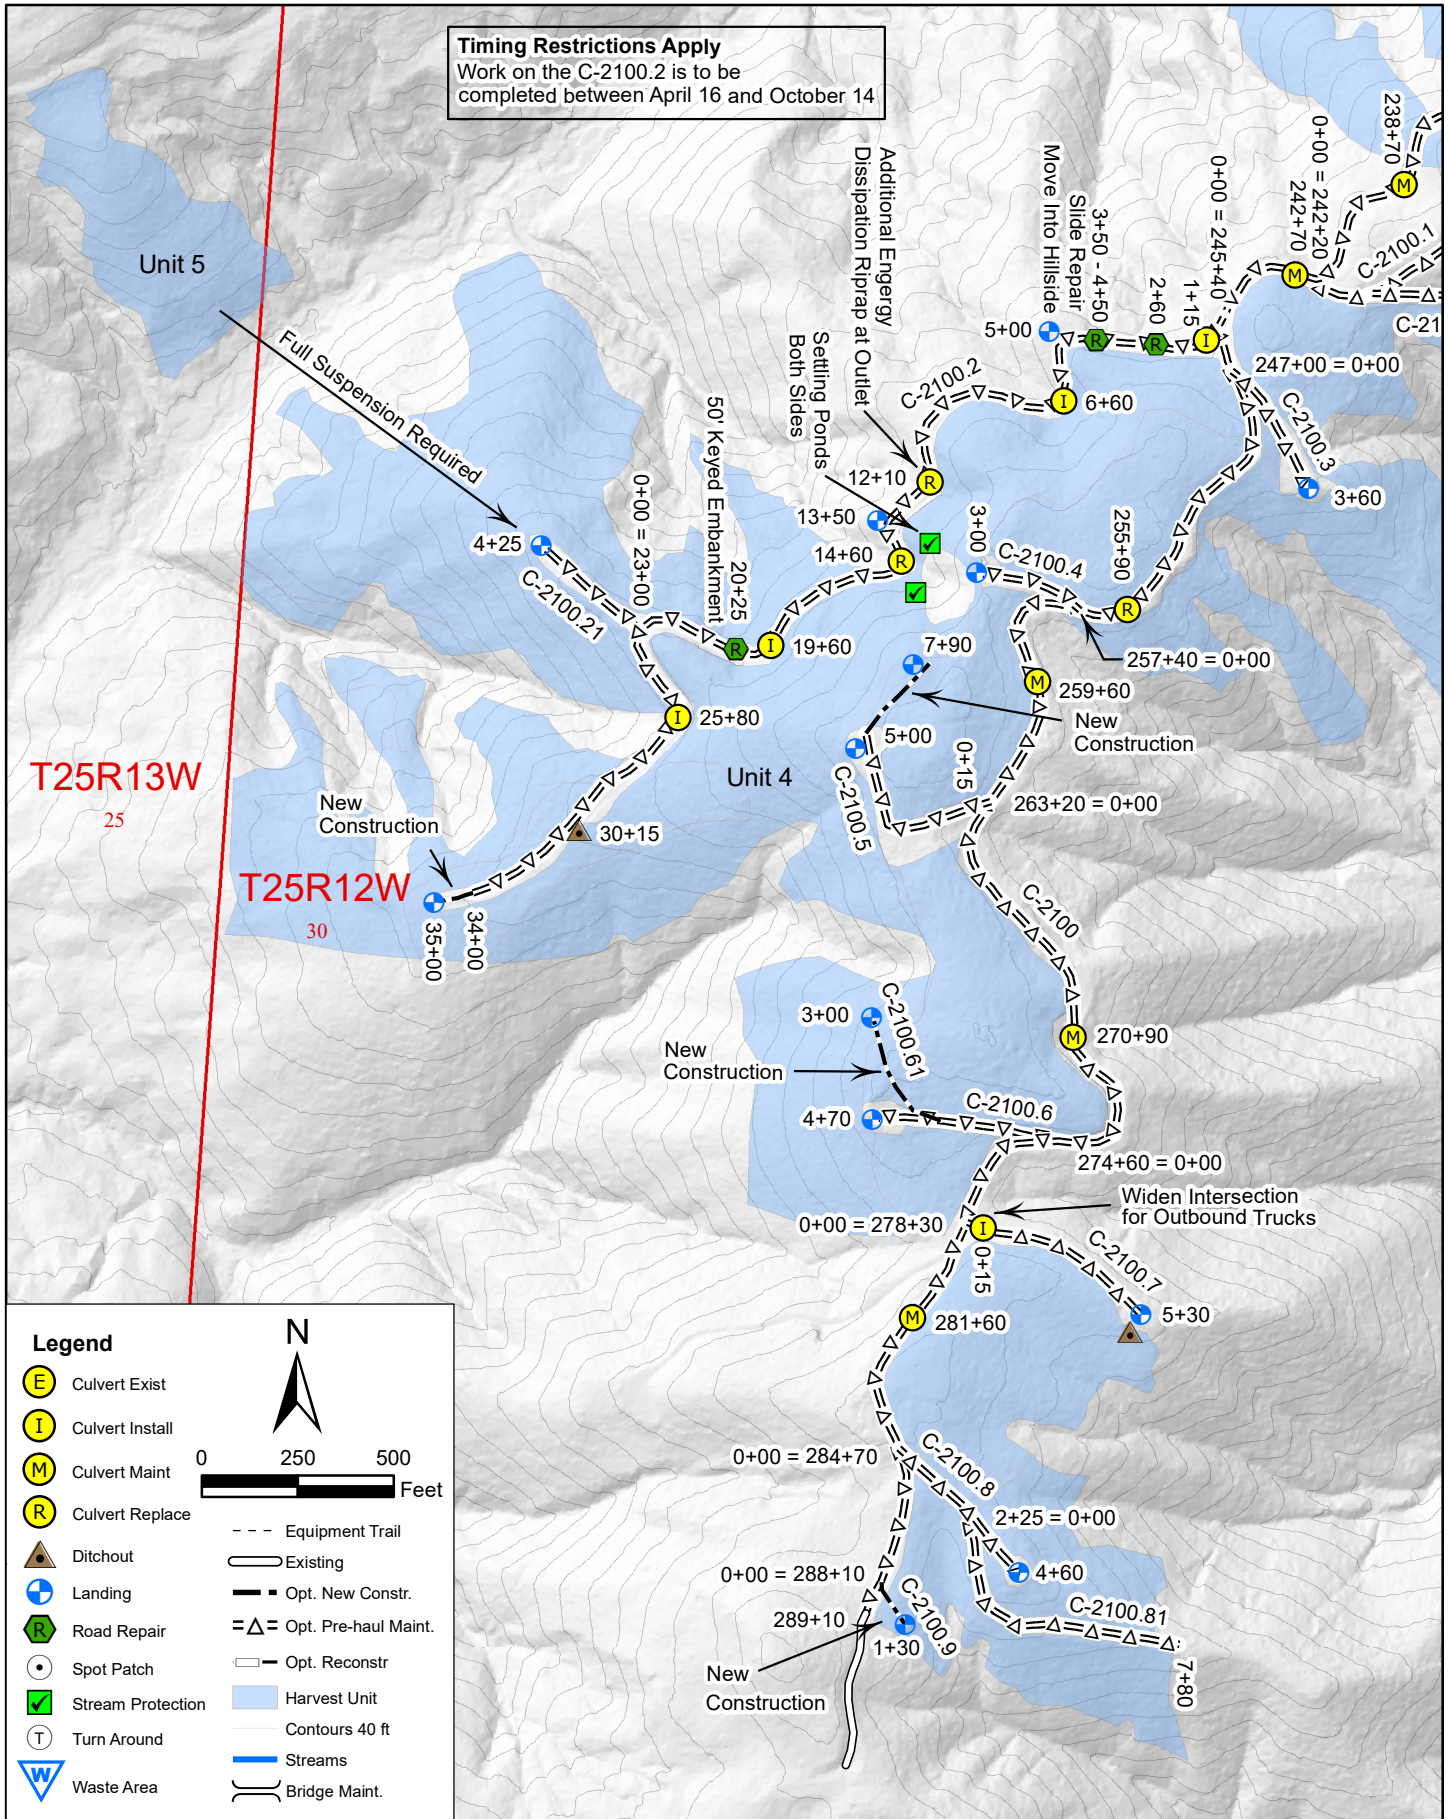 Timing Restrictions Apply
Work on the C-2100.2 is to be
completed between April 16 and October 14
238+70
M
0+00 = 242+20
242+70
M
C-2100.1
C-21
0+00 = 245+40
1+15
I
2+60
R
3+50 - 4+50
Slide Repair
R
Move Into Hillside
5+00
247+00 = 0+00
C-2100.3
3+60
Additional Engergy
Dissipation Riprap at Outlet
C-2100.2
I
6+60
Settling Ponds
Both Sides
12+10
R
13+50
14+60
R
Unit 5
Full Suspension Required
4+25
C-2100.21
0+00 = 23+00
50' Keyed Embankment
20+25
R
I
19+60
3+00
C-2100.4
255+90
R
257+40 = 0+00
M
259+60
7+90
New
Construction
5+00
C-2100.5
0+15
263+20 = 0+00
I
25+80
Unit 4
T25R13W
25
New
Construction
30+15
T25R12W
30
34+00
35+00
C-2100
3+00
C-2100.61
New
Construction
M
270+90
4+70
C-2100.6
274+60 = 0+00
Widen Intersection
for Outbound Trucks
0+00 = 278+30
I
0+15
C-2100.7
5+30
M
281+60
0+00 = 284+70
C-2100.8
2+25 = 0+00
4+60
0+00 = 288+10
289+10
C-2100.9
1+30
C-2100.81
7+80
New
Construction
Legend
N
0 250 500
Feet
E Culvert Exist
I Culvert Install
M Culvert Maint
R Culvert Replace
Ditchout
Landing
R Road Repair
Spot Patch
Stream Protection
T Turn Around
W Waste Area
Equipment Trail
Existing
Opt. New Constr.
Opt. Pre-haul Maint.
Opt. Reconstr
Harvest Unit
Contours 40 ft
Streams
Bridge Maint.